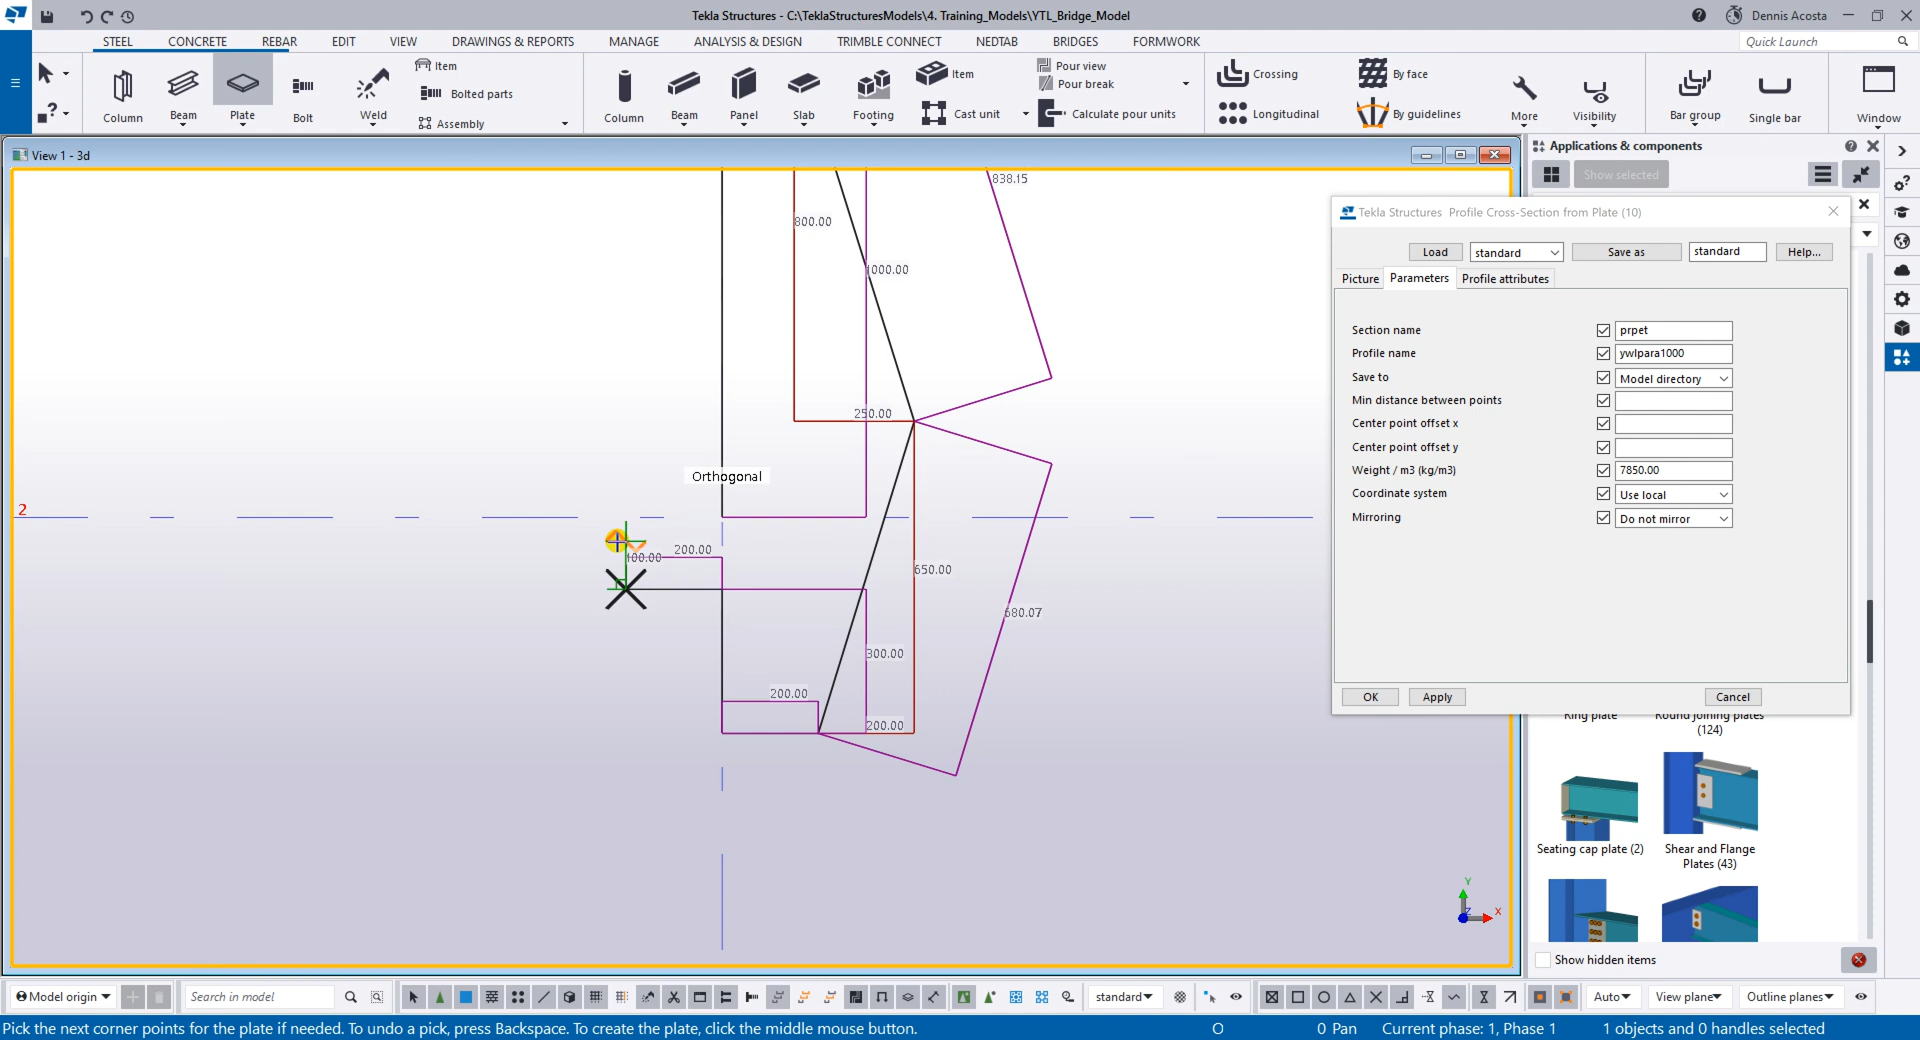 Tekla Structures - C:\TeklaStructuresModels\4. Training_Models\YTL_Bridge_Model
Dennis Acosta
STEEL CONCRETE REBAR EDIT VIEW DRAWINGS & REPORTS MANAGE ANALYSIS & DESIGN TRIMBLE CONNECT NEDTAB BRIDGES FORMWORK
Quick Launch
Item
Bolted parts
Assembly
Column Beam Plate Bolt Weld
Column Beam Panel Slab Footing
Item
Cast unit
Pour view
Pour break
Calculate pour units
Crossing
Longitudinal
By face
By guidelines
More Visibility
Bar group Single bar
Window
View 1 - 3d
Applications & components
Show selected
838.15
800.00
1000.00
250.00
Orthogonal
2
200.00
100.00
650.00
680.07
300.00
200.00
200.00
Y
X
Z
Tekla Structures Profile Cross-Section from Plate (10)
Load standard Save as standard Help...
Picture Parameters Profile attributes
Section name prpet
Profile name ywlpara1000
Save to Model directory
Min distance between points
Center point offset x
Center point offset y
Weight / m3 (kg/m3) 7850.00
Coordinate system Use local
Mirroring Do not mirror
OK Apply Cancel
Ring plate
Round Joining plates
(124)
Seating cap plate (2)
Shear and Flange
Plates (43)
Show hidden items
Model origin
Search in model
standard
Auto
View plane
Outline planes
Pick the next corner points for the plate if needed. To undo a pick, press Backspace. To create the plate, click the middle mouse button.
O
0 Pan
Current phase: 1, Phase 1
1 objects and 0 handles selected